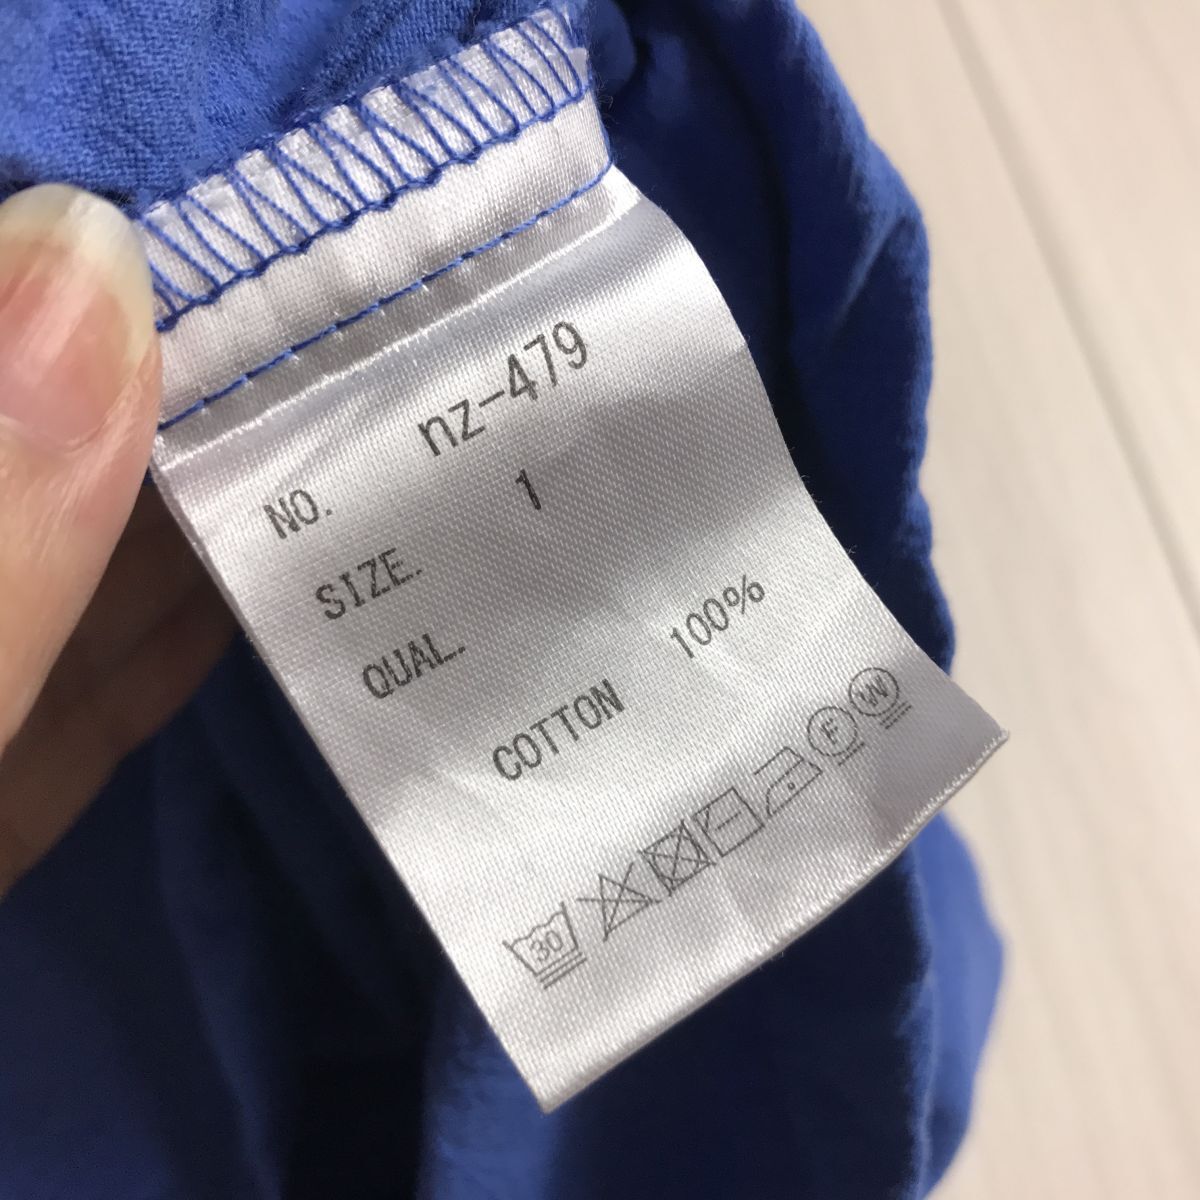 NO. nz-479
SIZE. 1
QUAL.
COTTON 100%
30 F W